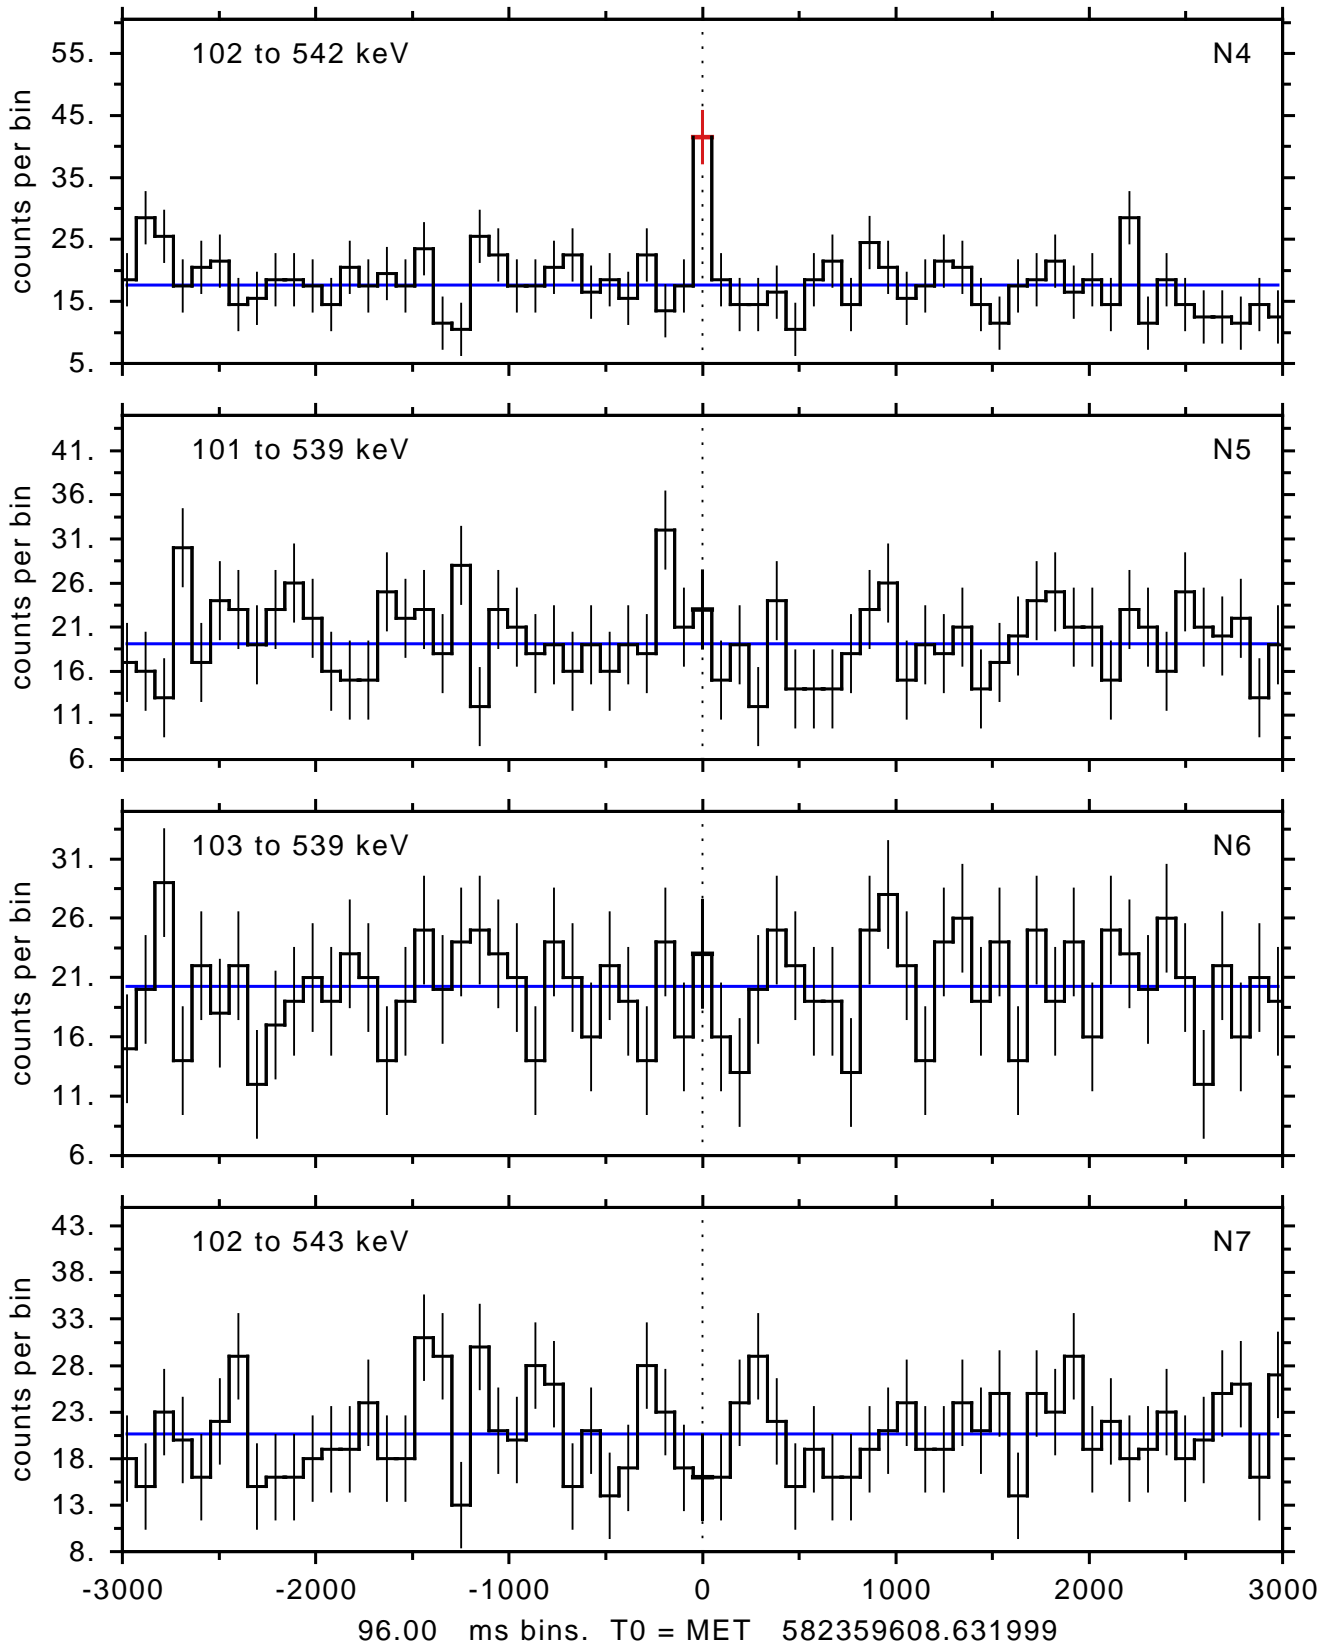 102 to 542 keV N4
55.
45.
35.
25.
15.
5.
counts per bin
101 to 539 keV N5
41.
36.
31.
26.
21.
16.
11.
6.
counts per bin
103 to 539 keV N6
31.
26.
21.
16.
11.
6.
counts per bin
102 to 543 keV N7
43.
38.
33.
28.
23.
18.
13.
8.
counts per bin
-3000 -2000 -1000 0 1000 2000 3000
96.00 ms bins. T0 = MET 582359608.631999